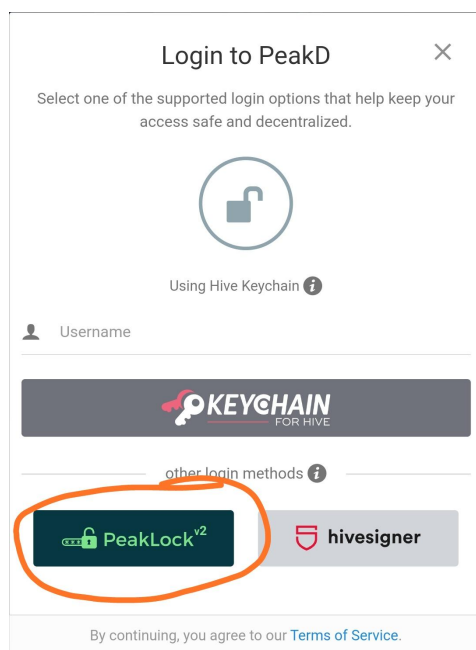 Login to PeakD
Select one of the supported login options that help keep your
access safe and decentralized.
Using Hive Keychain
Username
KEYCHAIN
FOR HIVE
other login methods
PeakLock v2
hivesigner
By continuing, you agree to our Terms of Service.